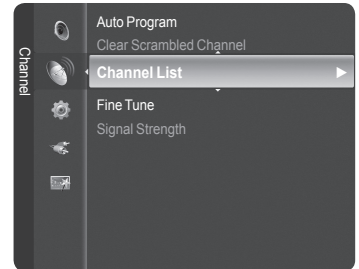 Channel
Auto Program
Clear Scrambled Channel
Channel List
Fine Tune
Signal Strength